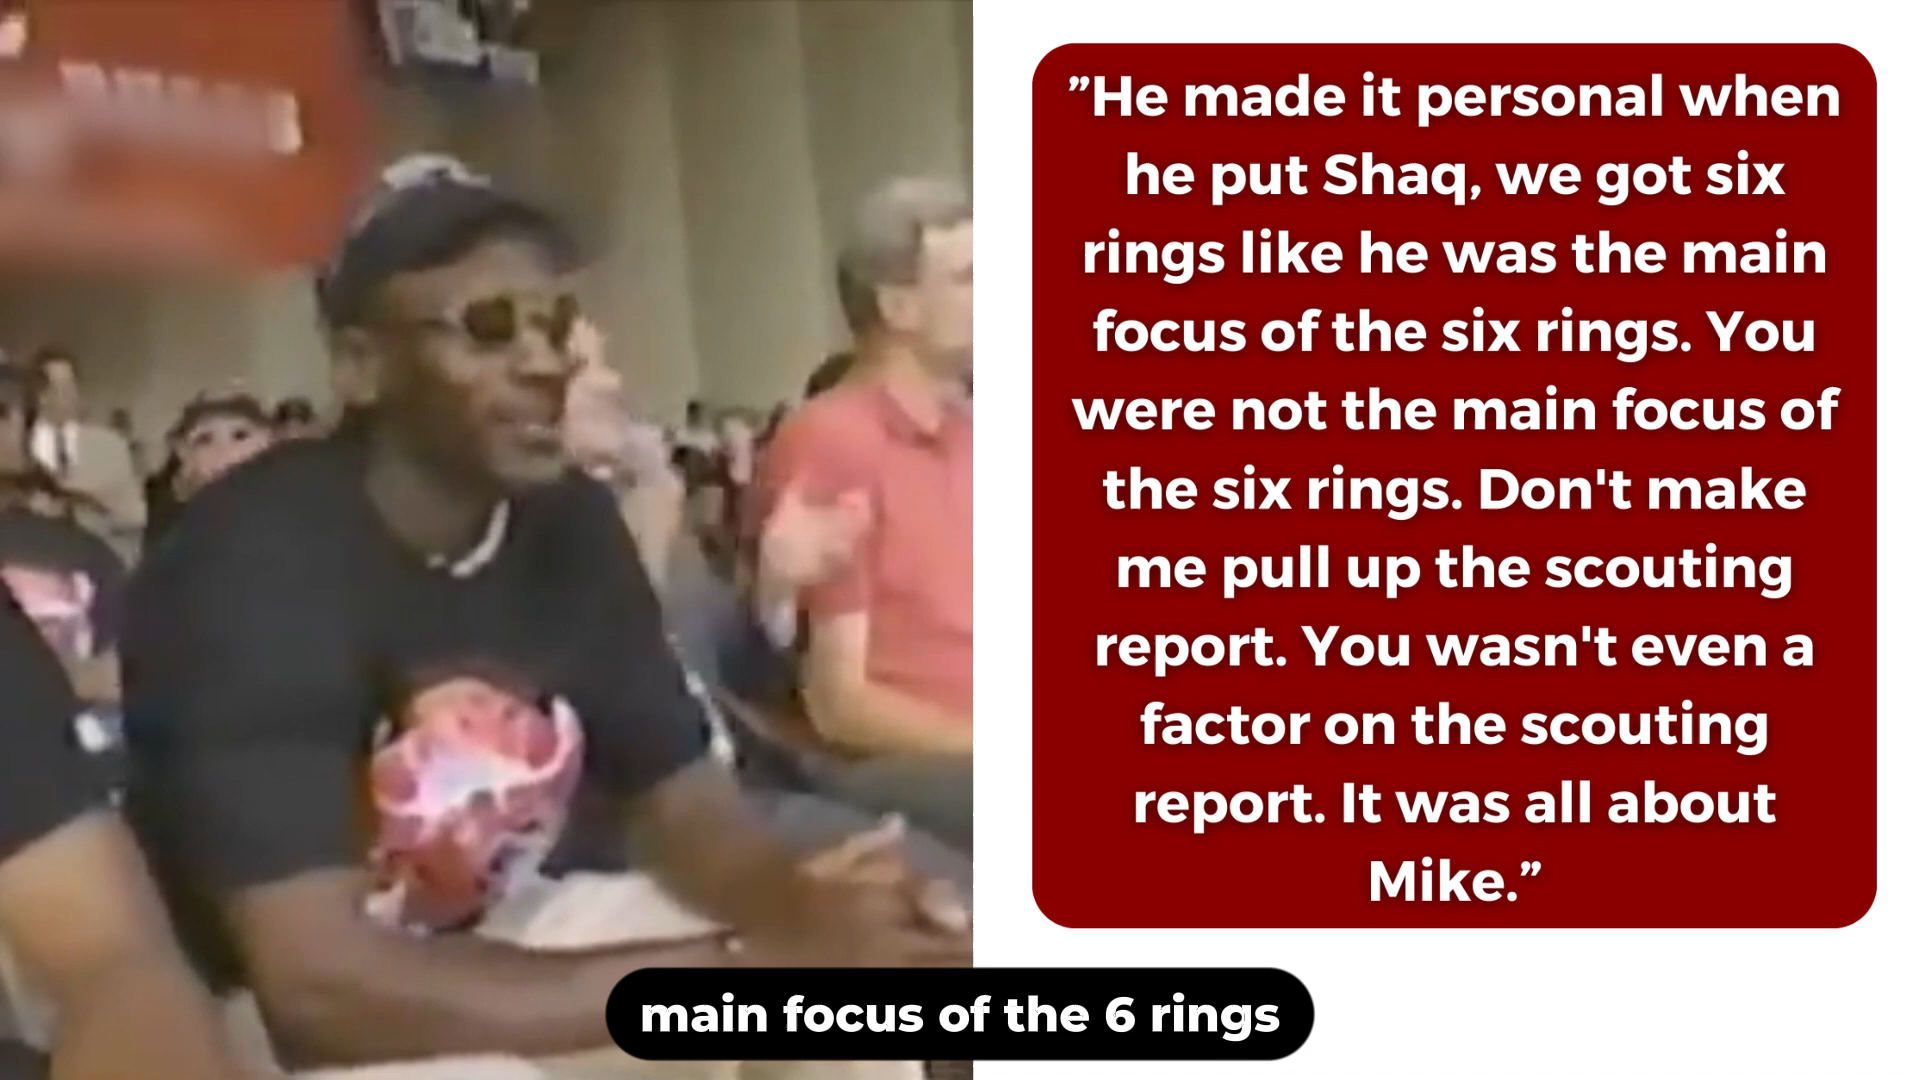 ”He made it personal when
he put Shaq, we got six
rings like he was the main
focus of the six rings. You
were not the main focus of
the six rings. Don't make
me pull up the scouting
report. You wasn't even a
factor on the scouting
report. It was all about
Mike.”
main focus of the 6 rings